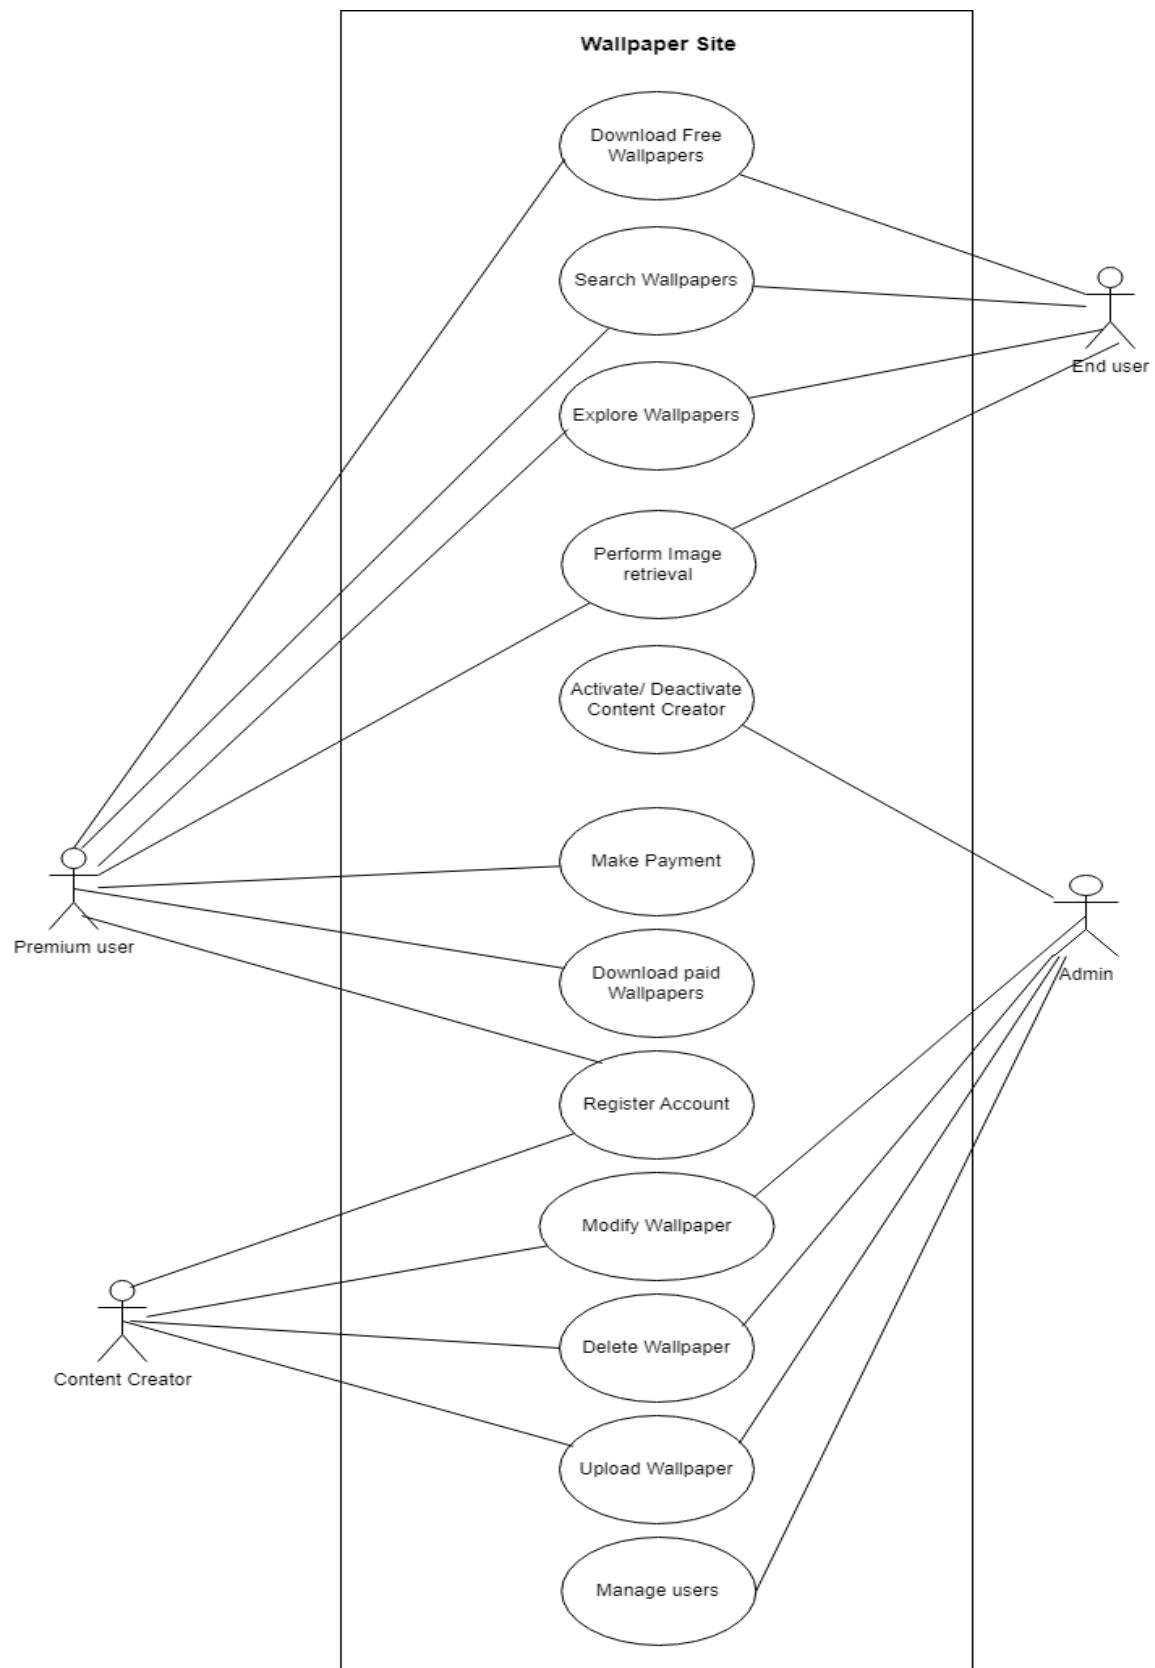 Wallpaper Site
Download Free
Wallpapers
Search Wallpapers
End user
Explore Wallpapers
Perform Image
retrieval
Activate/ Deactivate
Content Creator
Make Payment
Premium user
Download paid
Wallpapers
Admin
Register Account
Modify Wallpaper
Delete Wallpaper
Content Creator
Upload Wallpaper
Manage users